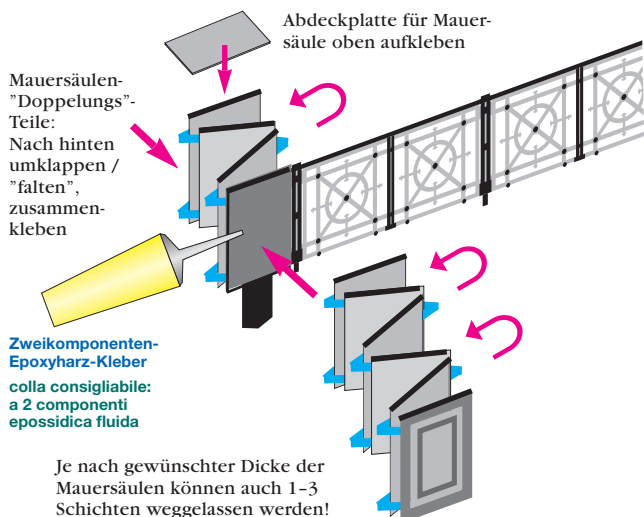 Abdeckplatte für Mauer-
säule oben aufkleben
Mauersäulen-
"Doppelungs"-
Teile:
Nach hinten
umklappen /
"falten",
zusammen-
kleben
Zweikomponenten-
Epoxyharz-Kleber
colla consigliabile:
a 2 componenti
epossidica fluida
Je nach gewünschter Dicke der
Mauersäulen können auch 1–3
Schichten weggelassen werden!